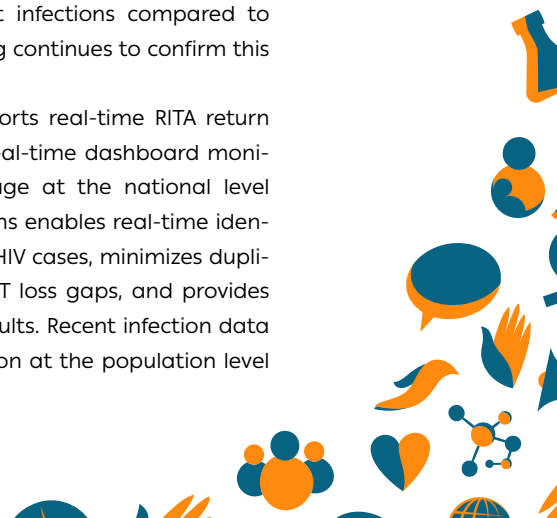 t infections compared to
g continues to confirm this
orts real-time RITA return
al-time dashboard moni-
ge at the national level
ns enables real-time iden-
HIV cases, minimizes dupli-
T loss gaps, and provides
ults. Recent infection data
on at the population level